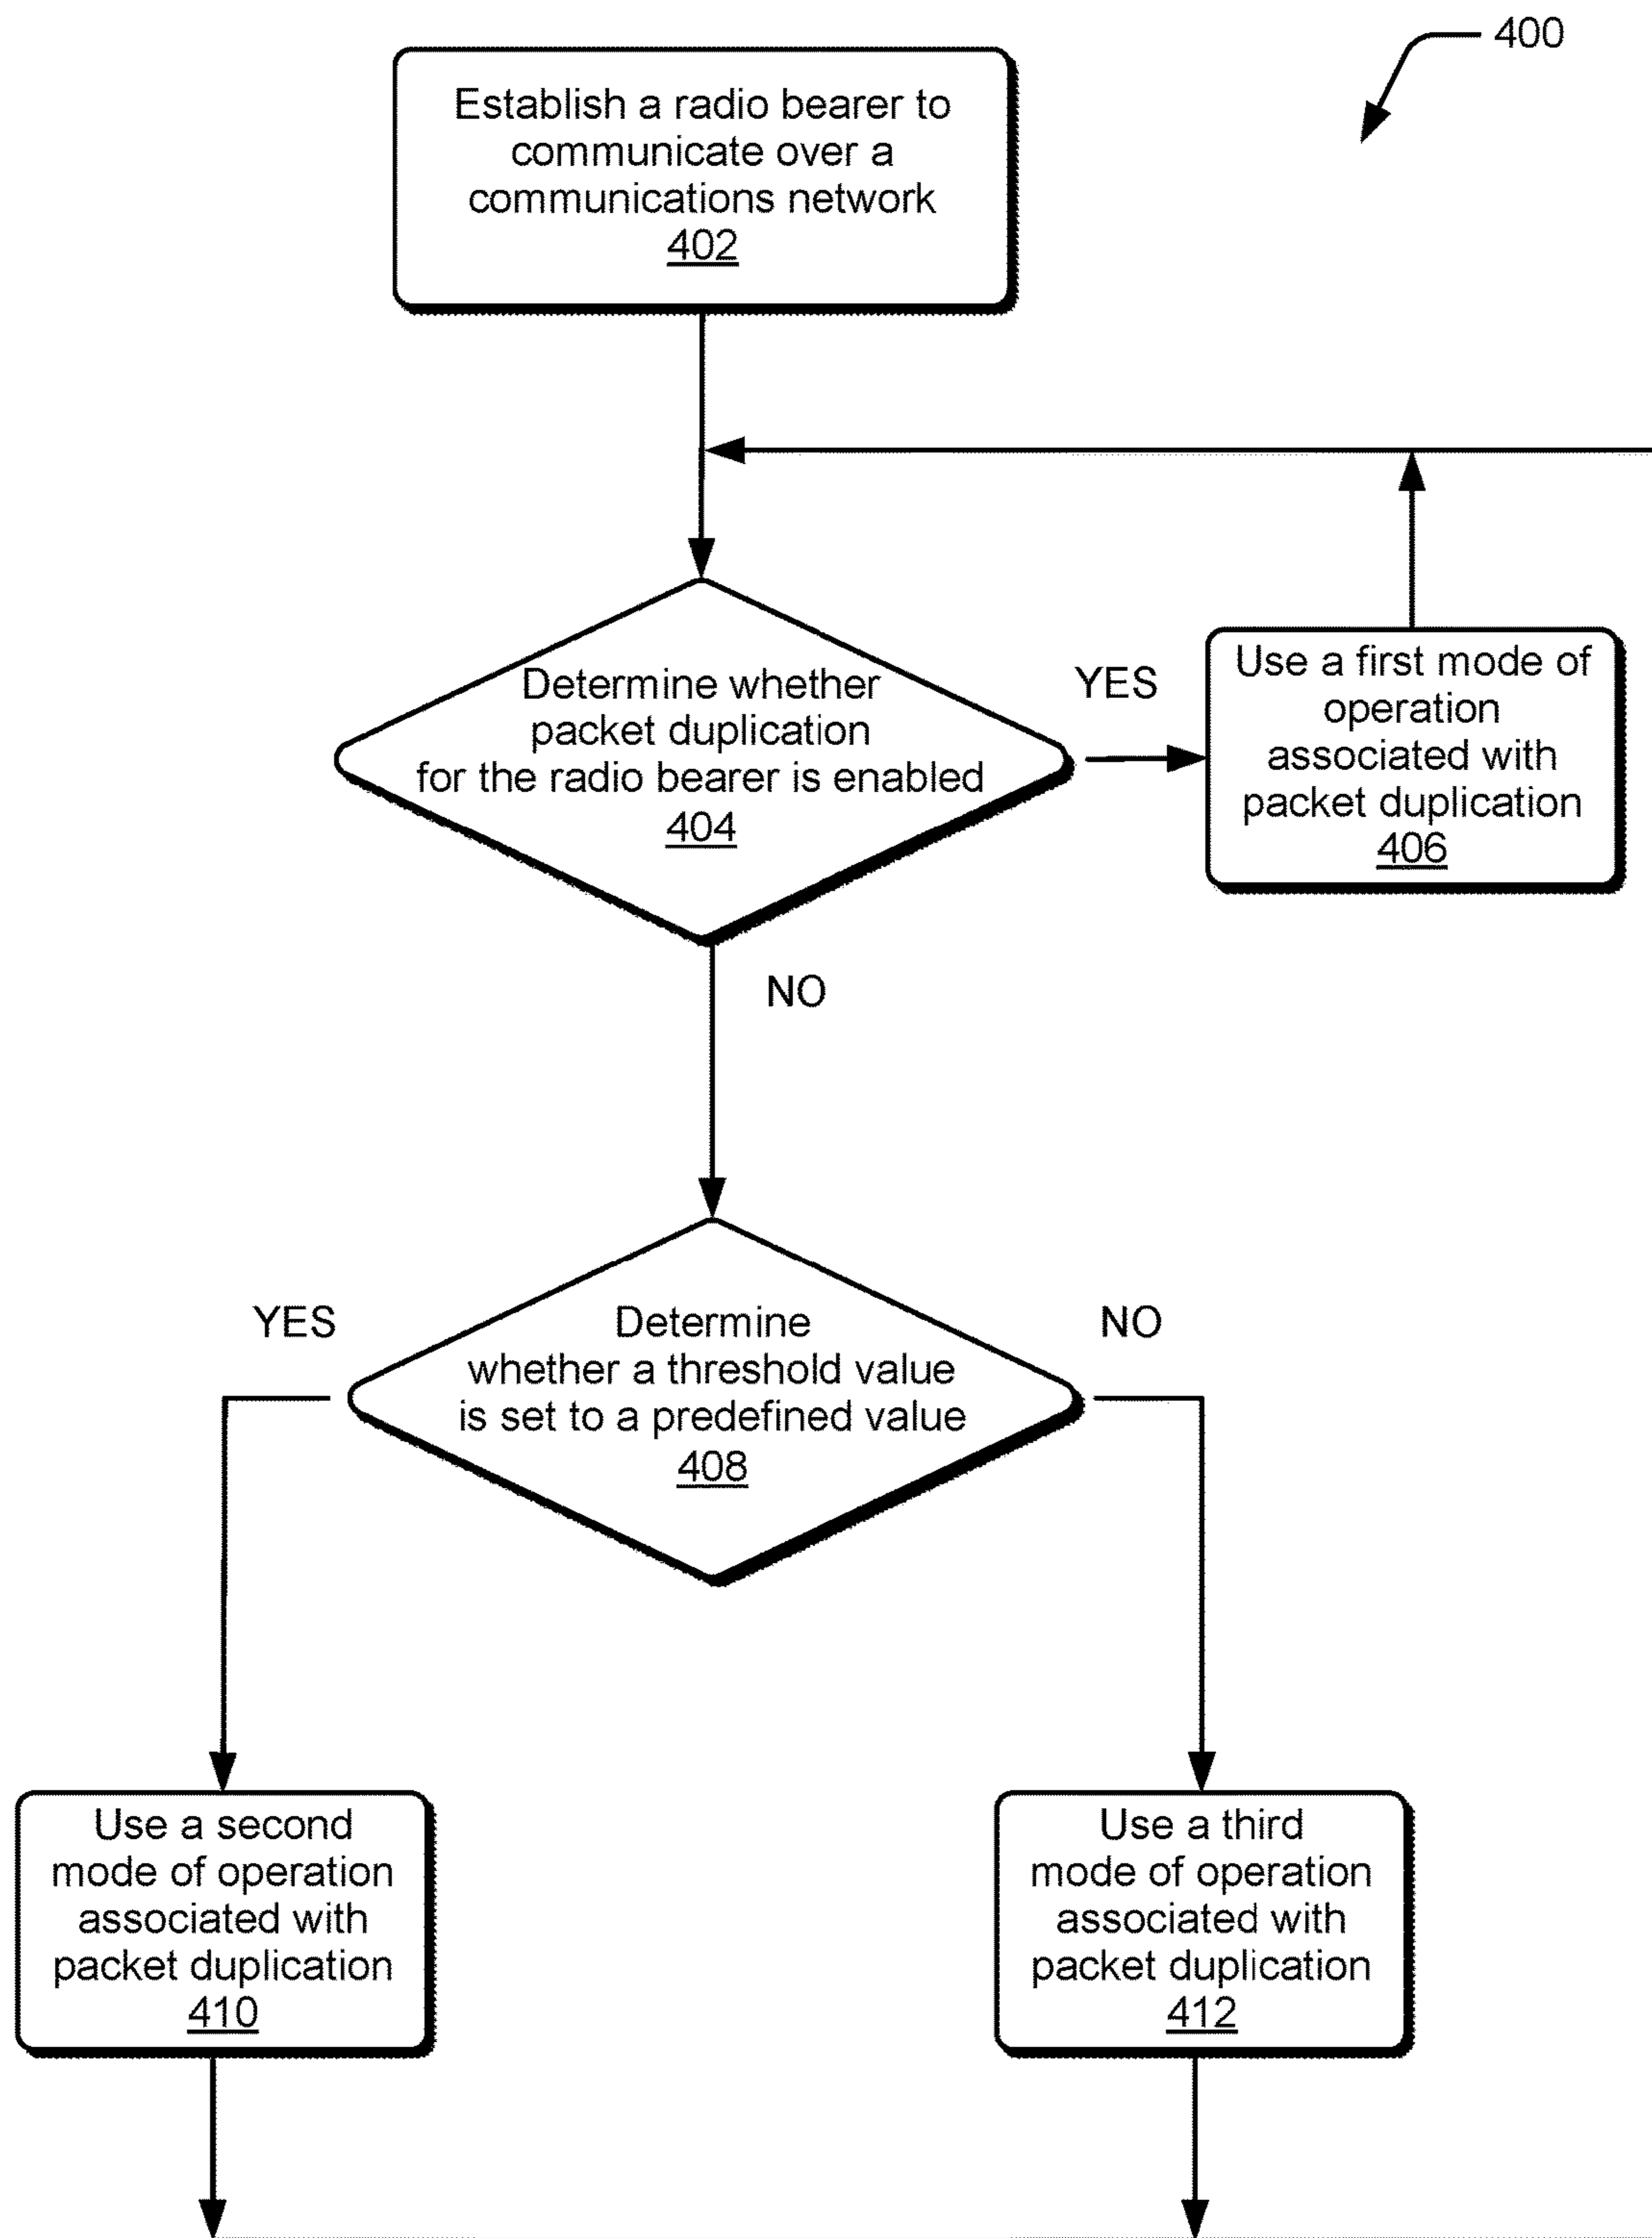 400
Establish a radio bearer to
communicate over a
communications network
402
Determine whether
packet duplication
for the radio bearer is enabled
404
YES
Use a first mode of
operation
associated with
packet duplication
406
NO
YES
Determine
whether a threshold value
is set to a predefined value
408
NO
Use a second
mode of operation
associated with
packet duplication
410
Use a third
mode of operation
associated with
packet duplication
412